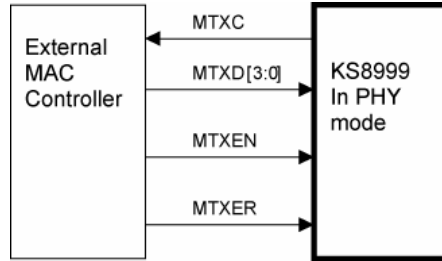 External
MAC
Controller
MTXC
MTXD[3:0]
MTXEN
MTXER
KS8999
In PHY
mode